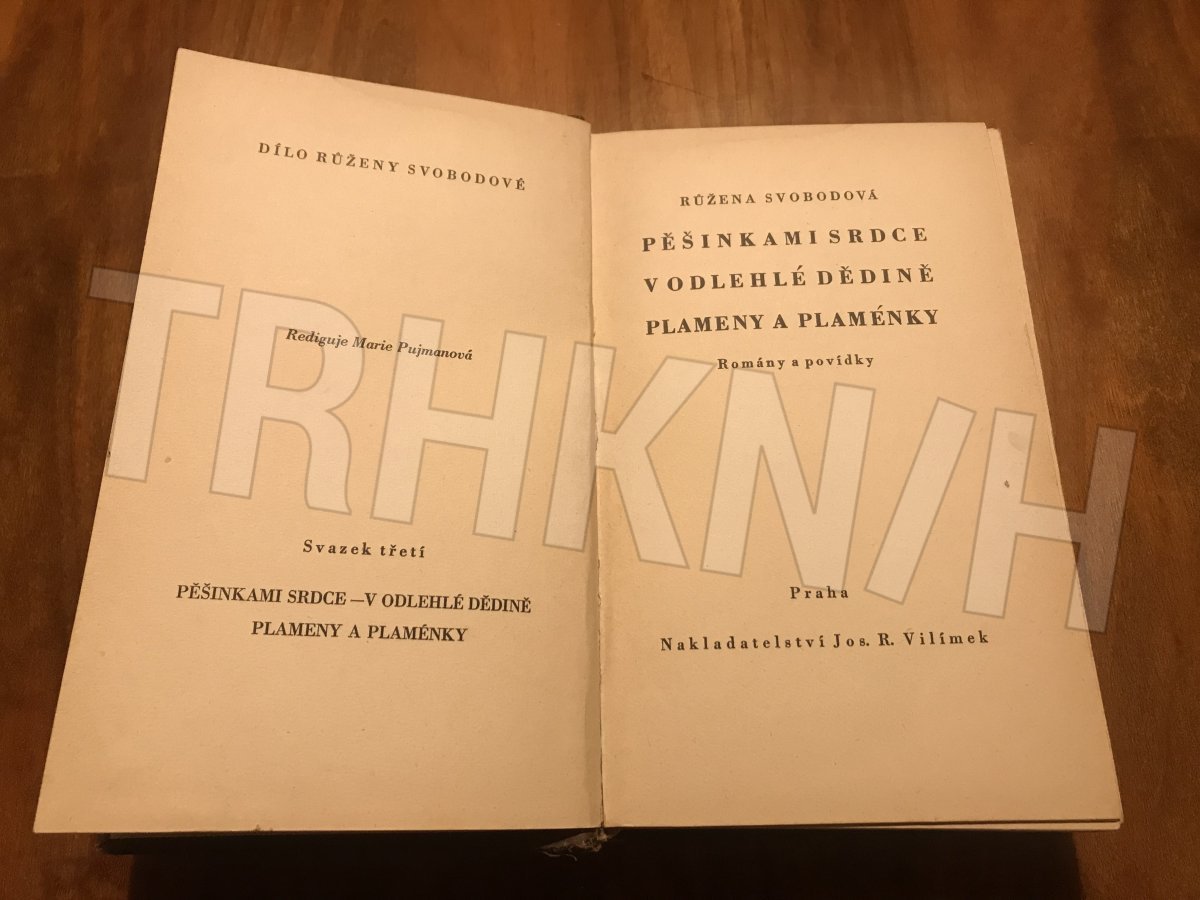 DÍLO RŮŽENY SVOBODOVÉ
Rediguje Marie Pujmanová
Svazek třetí
PĚŠINKAMI SRDCE — V ODLEHLÉ DĚDINĚ
PLAMENY A PLAMÉNKY
RŮŽENA SVOBODOVÁ
PĚŠINKAMI SRDCE
V ODLEHLÉ DĚDINĚ
PLAMENY A PLAMÉNKY
Romány a povídky
Praha
Nakladatelství Jos. R. Vilímek
TRHKN/H